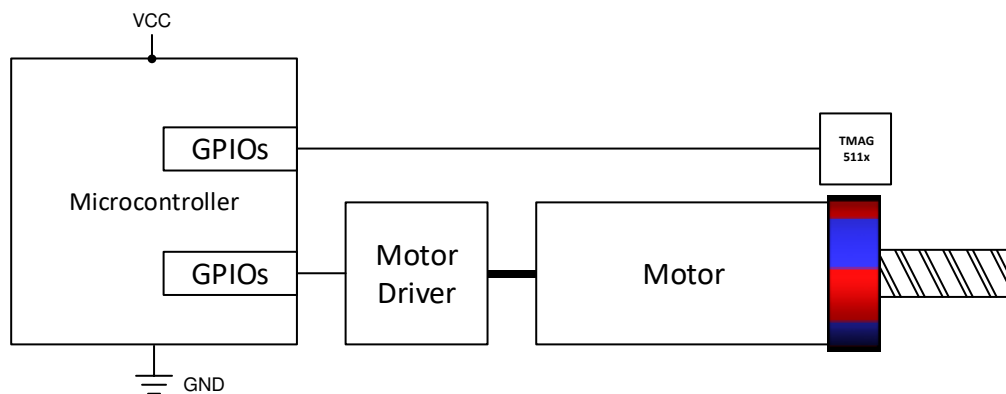 VCC
GPIOs
TMAG
511x
Microcontroller
GPIOs
Motor
Driver
Motor
GND